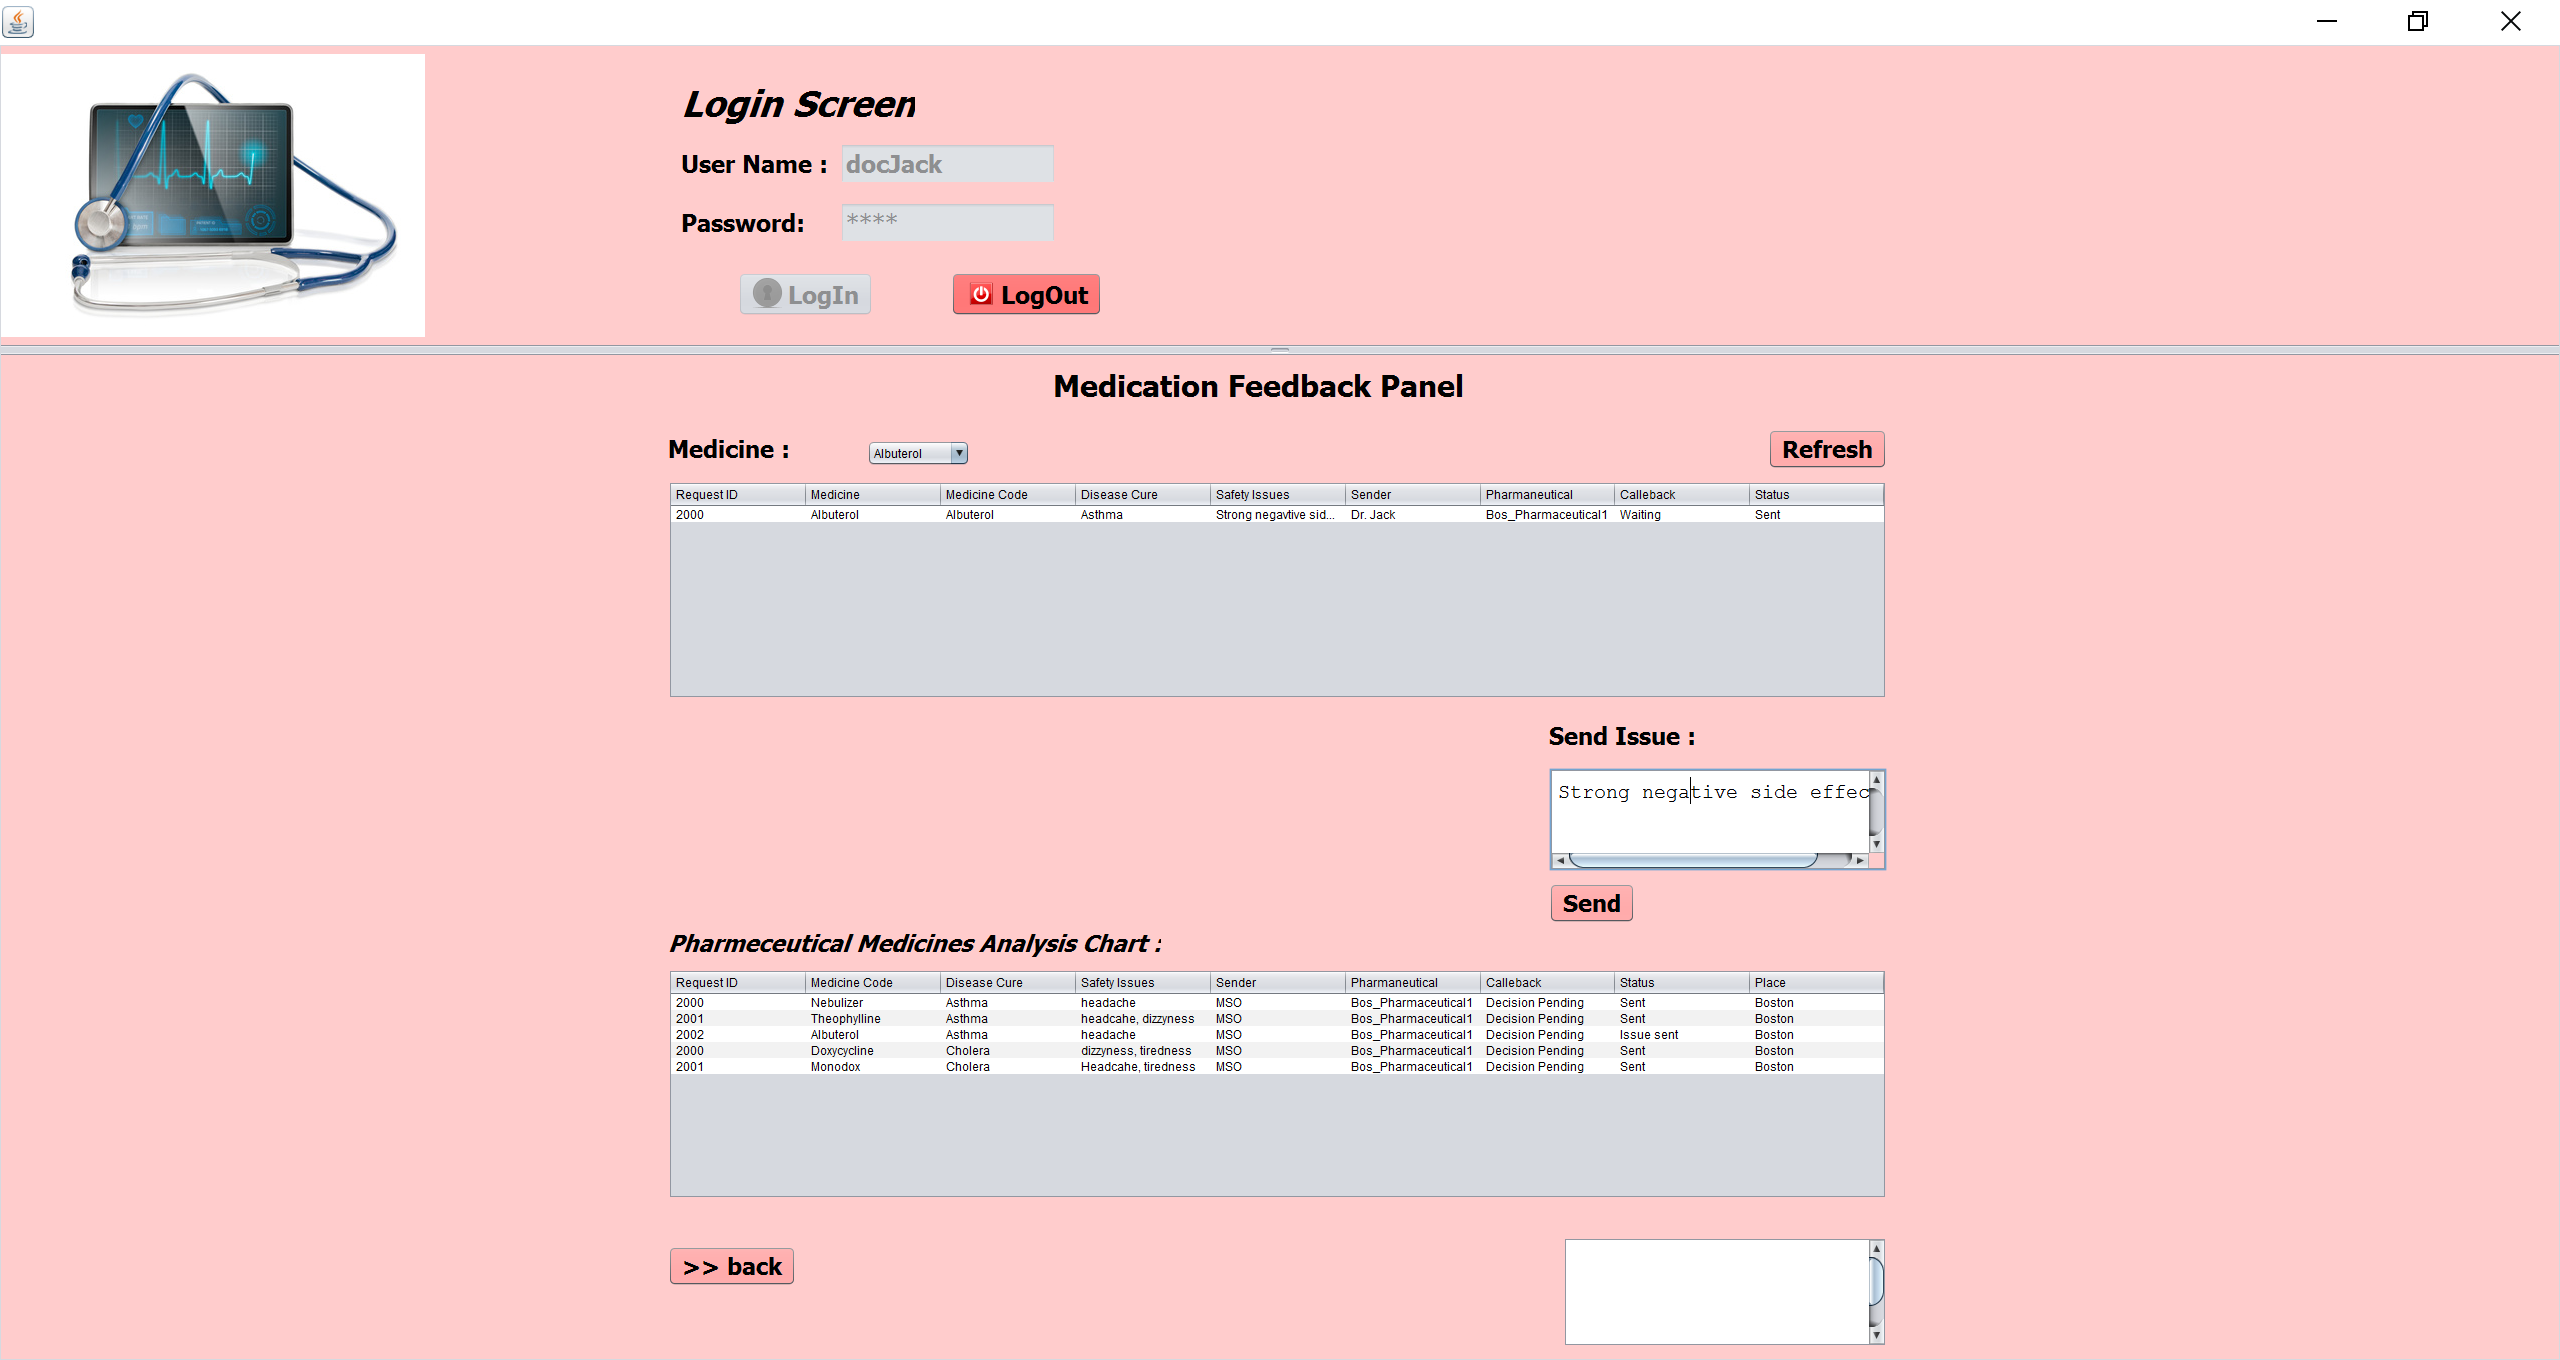 Login Screen
User Name : docJack
Password: ****
LogIn LogOut
Medication Feedback Panel
Medicine : Albuterol Refresh
Request ID Medicine Medicine Code Disease Cure Safety Issues Sender Pharmaneutical Calleback Status
2000 Albuterol Albuterol Asthma Strong negavtive sid... Dr. Jack Bos_Pharmaceutical1 Waiting Sent
Send Issue :
Strong negative side effec
Send
Pharmeceutical Medicines Analysis Chart :
Request ID Medicine Code Disease Cure Safety Issues Sender Pharmaneutical Calleback Status Place
2000 Nebulizer Asthma headache MSO Bos_Pharmaceutical1 Decision Pending Sent Boston
2001 Theophylline Asthma headcahe, dizzyness MSO Bos_Pharmaceutical1 Decision Pending Sent Boston
2002 Albuterol Asthma headache MSO Bos_Pharmaceutical1 Decision Pending Issue sent Boston
2000 Doxycycline Cholera dizzyness, tiredness MSO Bos_Pharmaceutical1 Decision Pending Sent Boston
2001 Monodox Cholera Headcahe, tiredness MSO Bos_Pharmaceutical1 Decision Pending Sent Boston
>> back